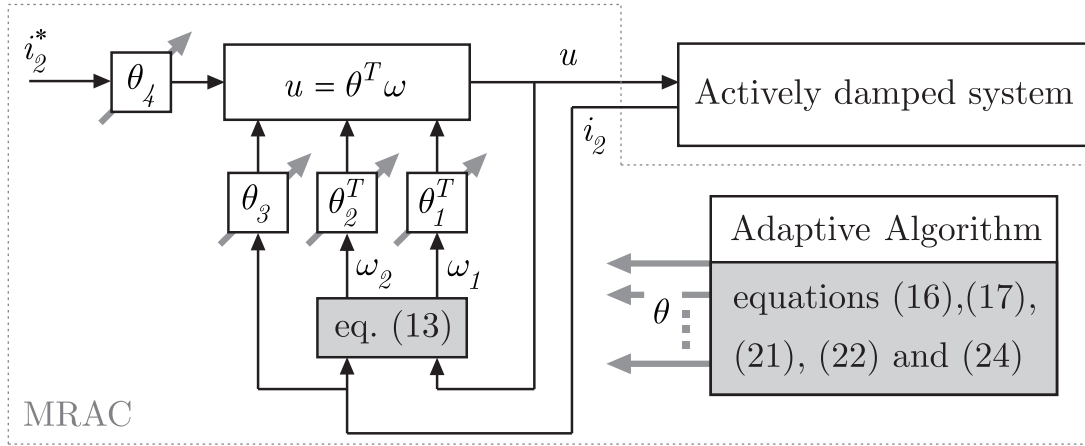 i₂*
θ₄
u = θᵀ ω
u
Actively damped system
i₂
θ₃
θ₂ᵀ
θ₁ᵀ
ω₂
ω₁
eq. (13)
Adaptive Algorithm
equations (16),(17),
(21), (22) and (24)
θ
MRAC